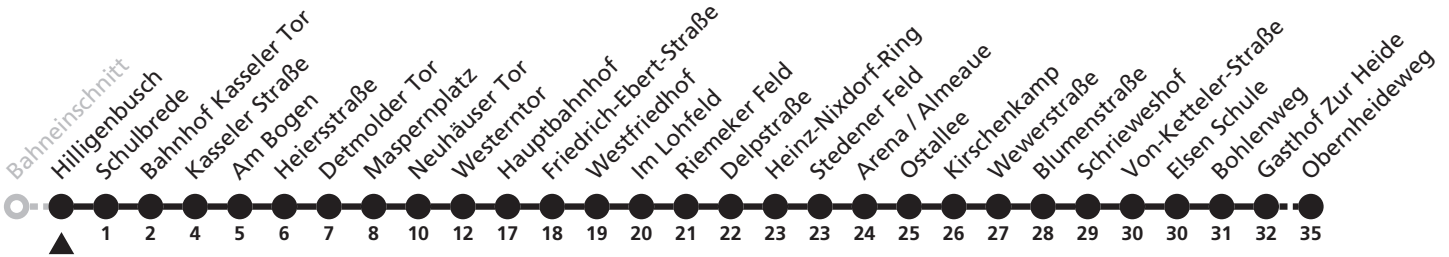 Bahneinschnitt
Hilligenbusch
Schulbrede
Bahnhof Kasseler Tor
Kasseler Straße
Am Bogen
Heiersstraße
Detmolder Tor
Maspernplatz
Neuhäuser Tor
Westerntor
Hauptbahnhof
Friedrich-Ebert-Straße
Westfriedhof
Im Lohfeld
Riemeker Feld
Delpstraße
Heinz-Nixdorf-Ring
Stedener Feld
Arena / Almeaue
Ostallee
Kirschenkamp
Wewerstraße
Blumenstraße
Schrieweshof
Von-Ketteler-Straße
Elsen Schule
Bohlenweg
Gasthof Zur Heide
Obernheideweg
1 2 4 5 6 7 8 10 12 17 18 19 20 21 22 23 23 24 25 26 27 28 29 30 30 31 32 35